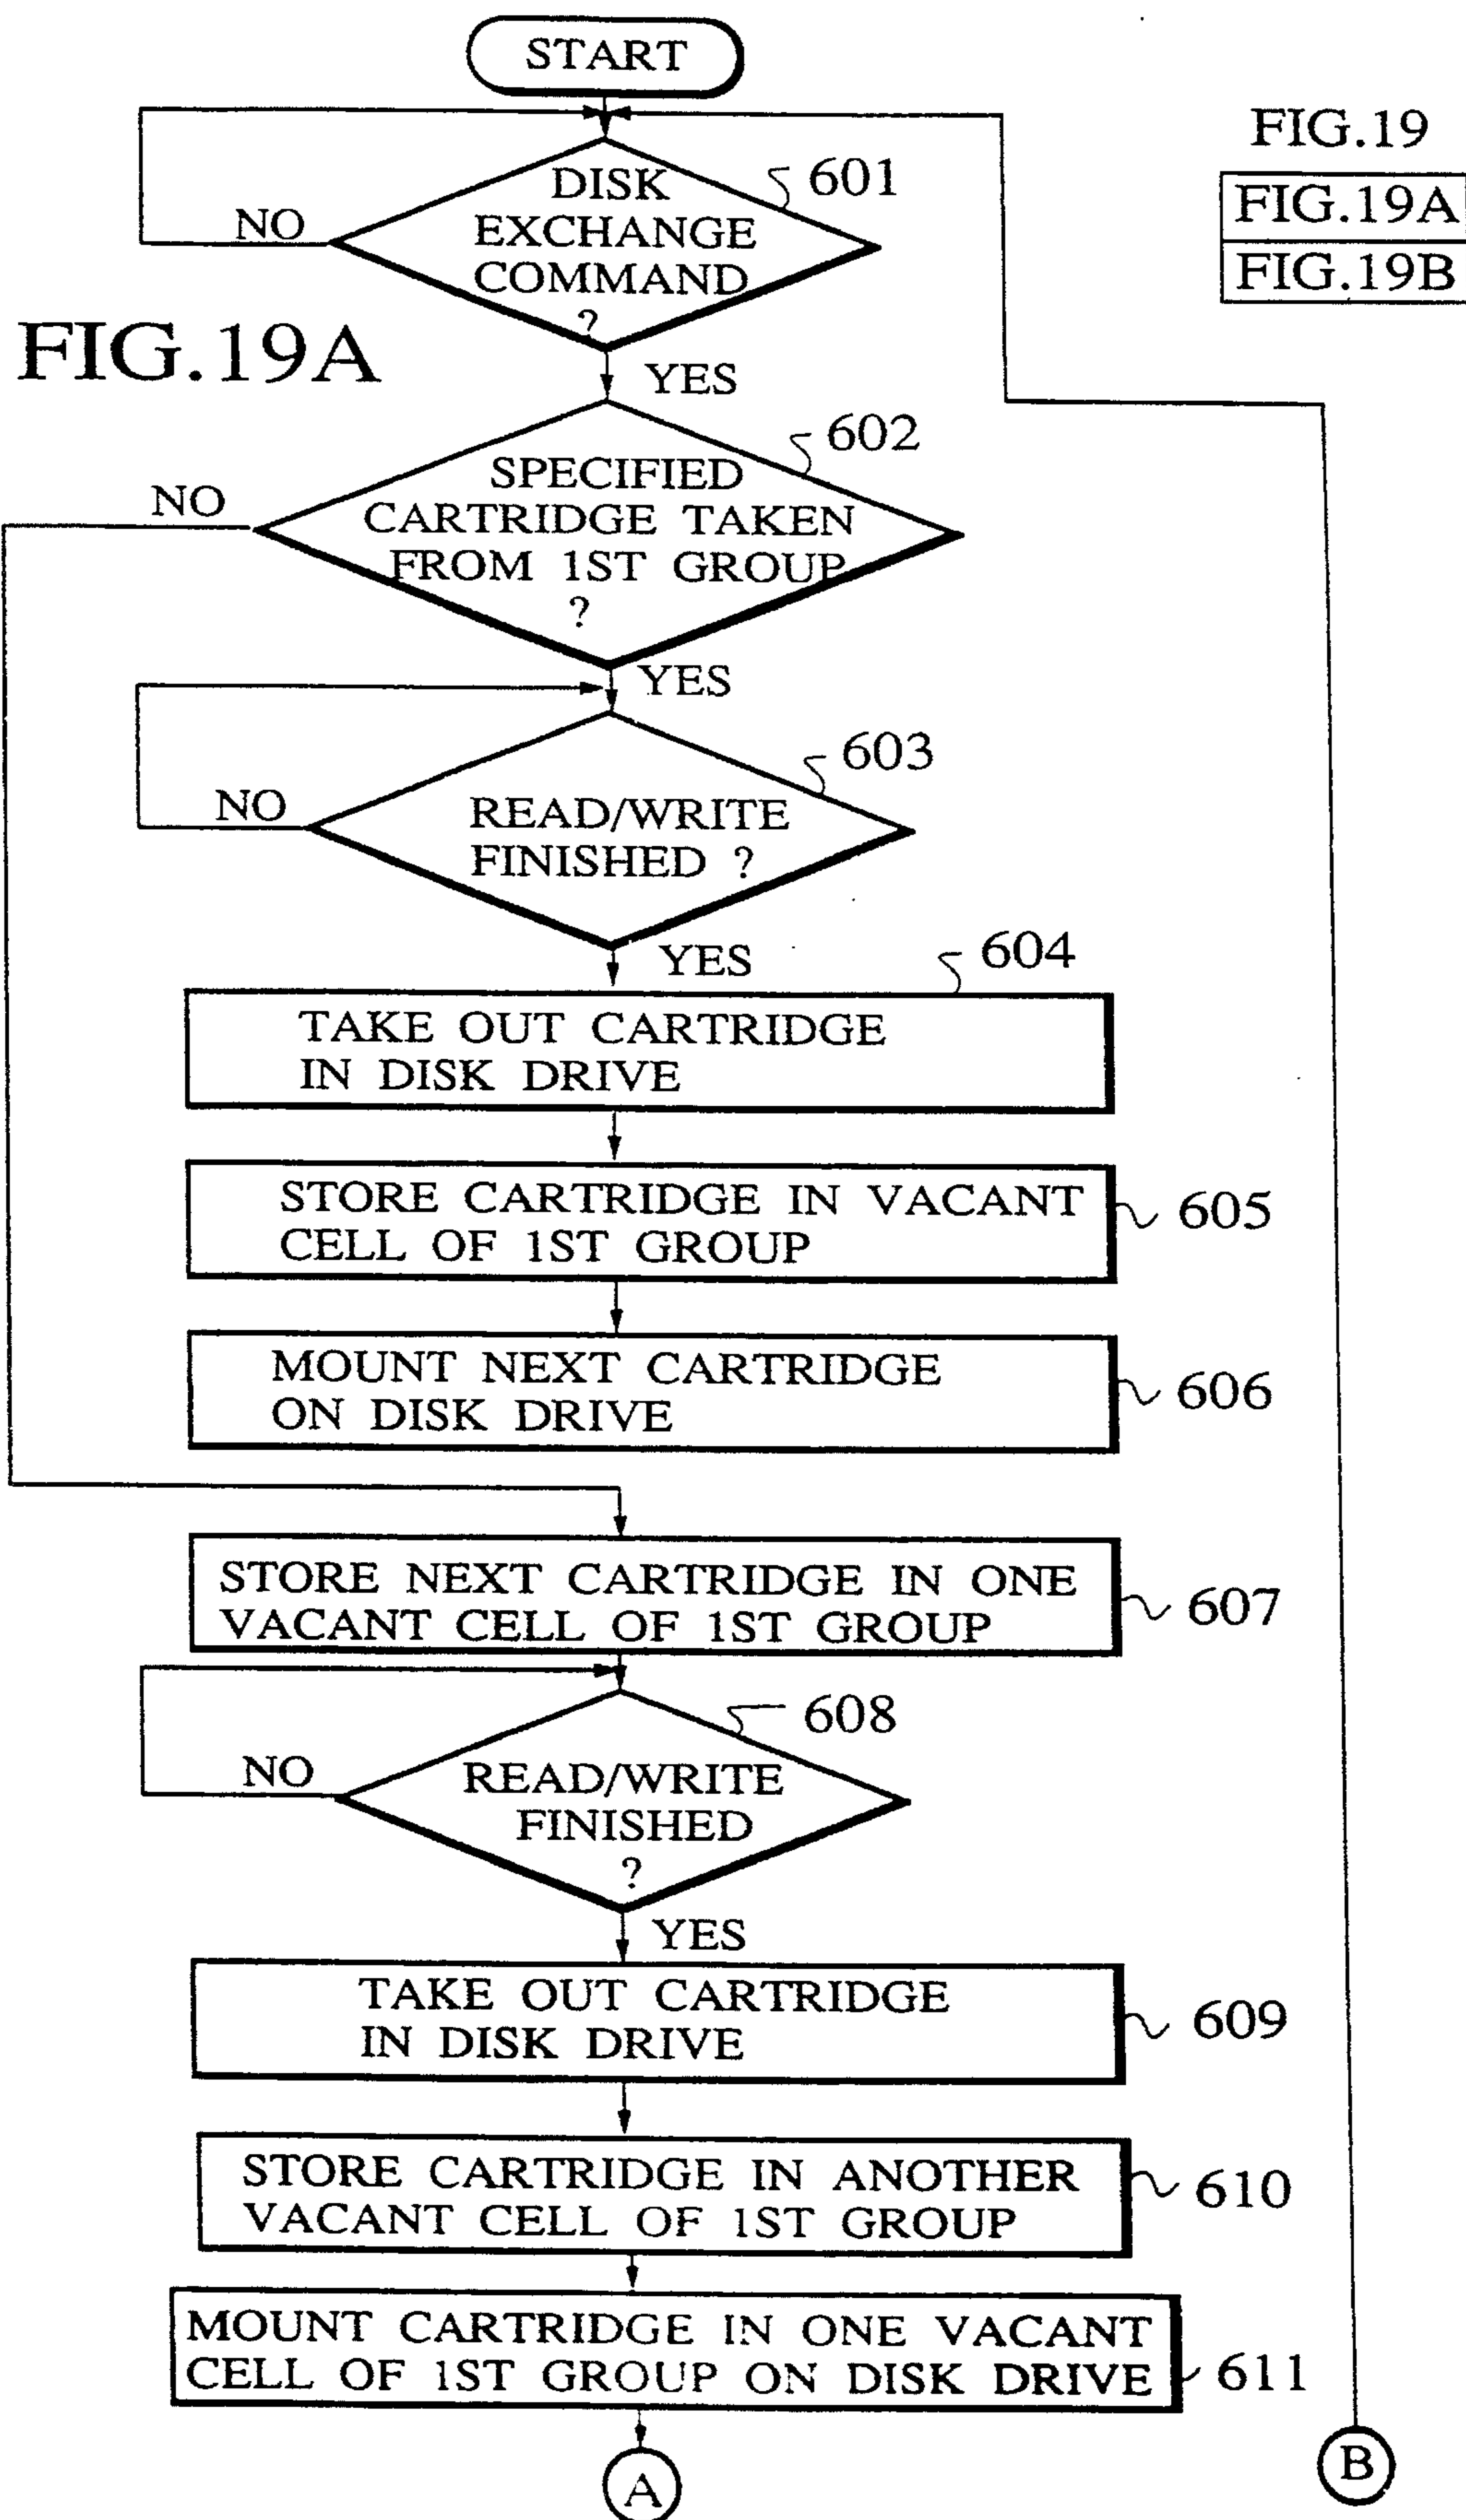 START
FIG.19
FIG.19A
FIG.19B
DISK
EXCHANGE
COMMAND
?
601
NO
FIG.19A
YES
602
SPECIFIED
CARTRIDGE TAKEN
FROM 1ST GROUP
?
NO
YES
603
READ/WRITE
FINISHED ?
NO
YES
604
TAKE OUT CARTRIDGE
IN DISK DRIVE
STORE CARTRIDGE IN VACANT
CELL OF 1ST GROUP
605
MOUNT NEXT CARTRIDGE
ON DISK DRIVE
606
STORE NEXT CARTRIDGE IN ONE
VACANT CELL OF 1ST GROUP
607
608
READ/WRITE
FINISHED
?
NO
YES
TAKE OUT CARTRIDGE
IN DISK DRIVE
609
STORE CARTRIDGE IN ANOTHER
VACANT CELL OF 1ST GROUP
610
MOUNT CARTRIDGE IN ONE VACANT
CELL OF 1ST GROUP ON DISK DRIVE
611
A
B